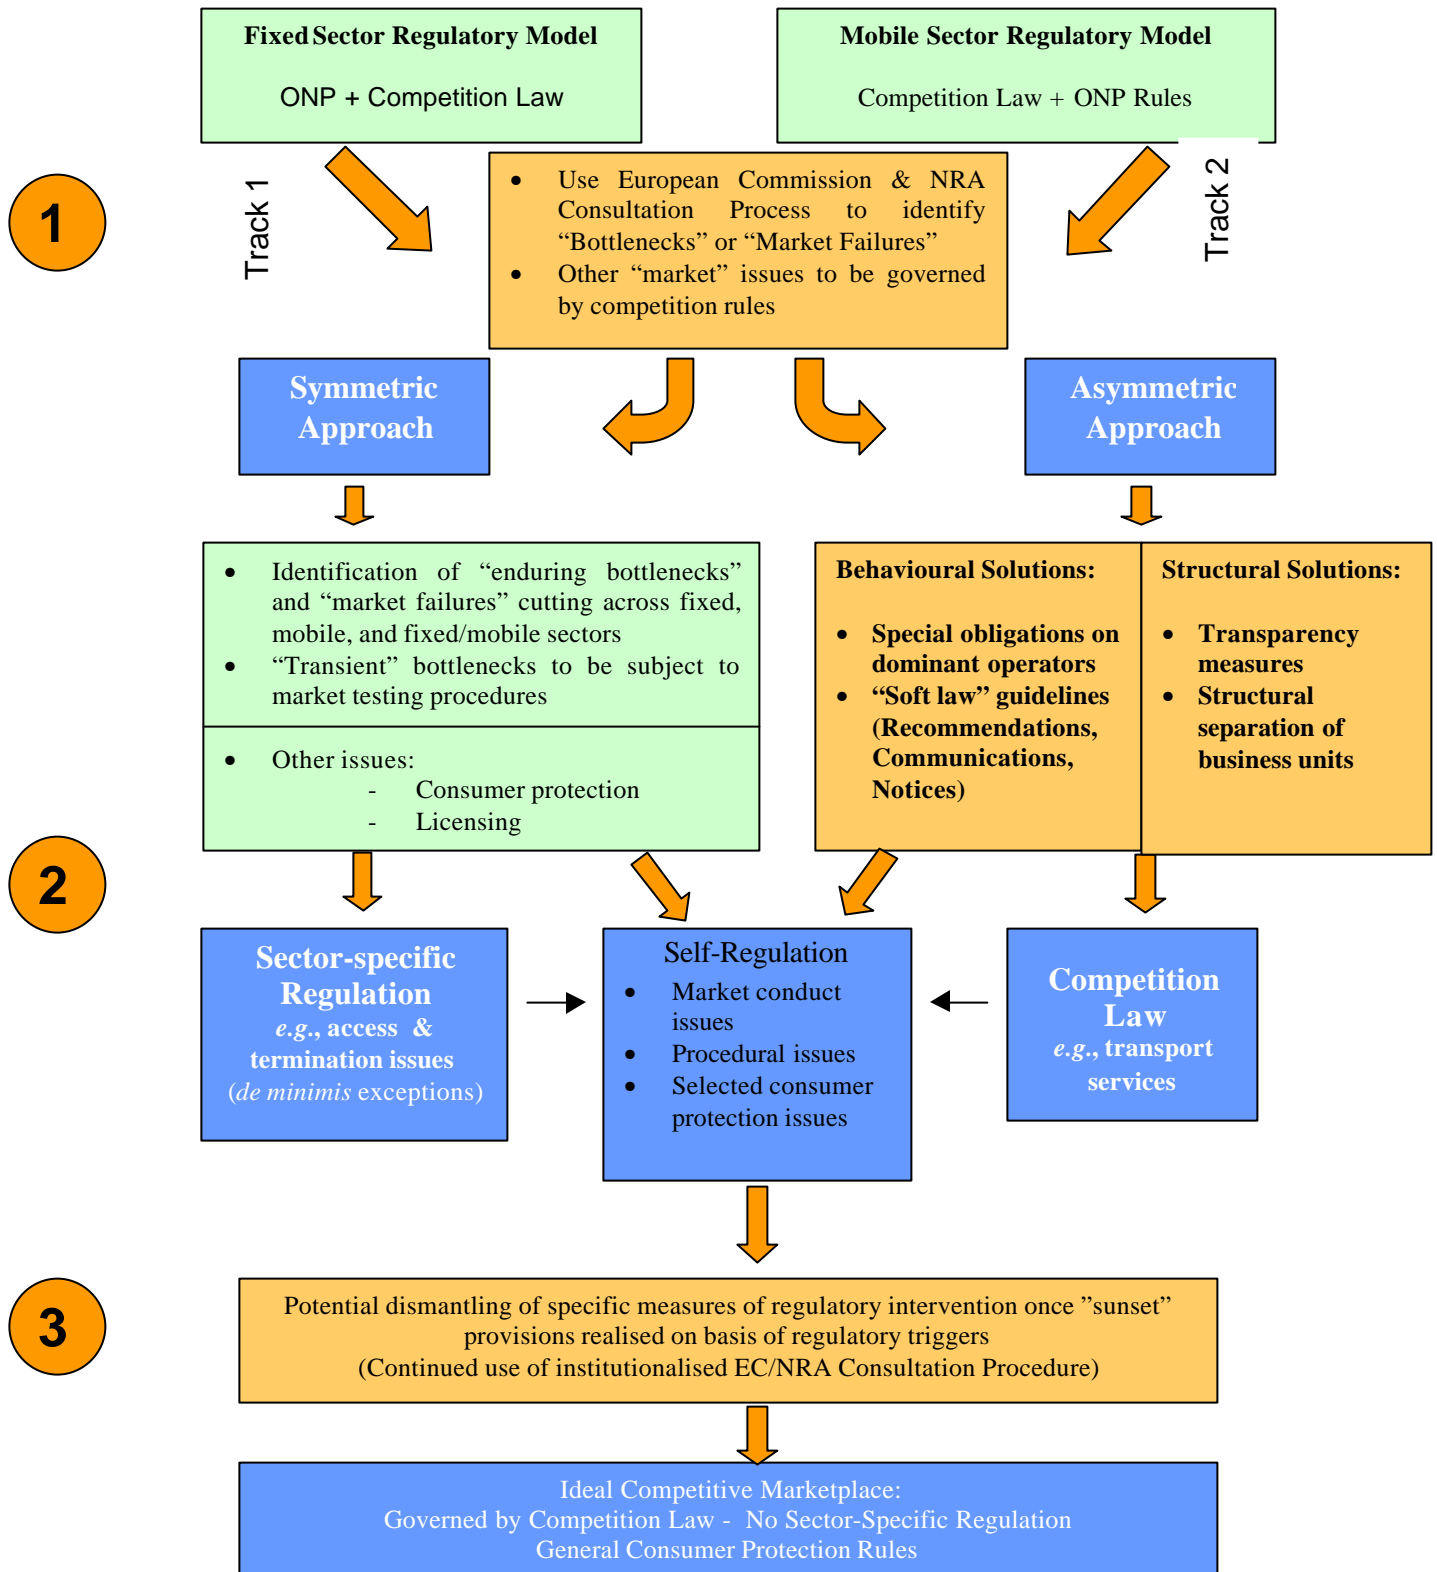 Fixed Sector Regulatory Model
ONP + Competition Law
Mobile Sector Regulatory Model
Competition Law + ONP Rules
1
Track 1
• Use European Commission & NRA
Consultation Process to identify
“Bottlenecks” or “Market Failures”
• Other “market” issues to be governed
by competition rules
Track 2
Symmetric
Approach
Asymmetric
Approach
• Identification of “enduring bottlenecks”
and “market failures” cutting across fixed,
mobile, and fixed/mobile sectors
• “Transient” bottlenecks to be subject to
market testing procedures
• Other issues:
- Consumer protection
- Licensing
Behavioural Solutions:
• Special obligations on
dominant operators
• “Soft law” guidelines
(Recommendations,
Communications,
Notices)
Structural Solutions:
• Transparency
measures
• Structural
separation of
business units
2
Sector-specific
Regulation
e.g., access &
termination issues
(de minimis exceptions)
Self-Regulation
• Market conduct
issues
• Procedural issues
• Selected consumer
protection issues
Competition
Law
e.g., transport
services
3
Potential dismantling of specific measures of regulatory intervention once ”sunset”
provisions realised on basis of regulatory triggers
(Continued use of institutionalised EC/NRA Consultation Procedure)
Ideal Competitive Marketplace:
Governed by Competition Law - No Sector-Specific Regulation
General Consumer Protection Rules